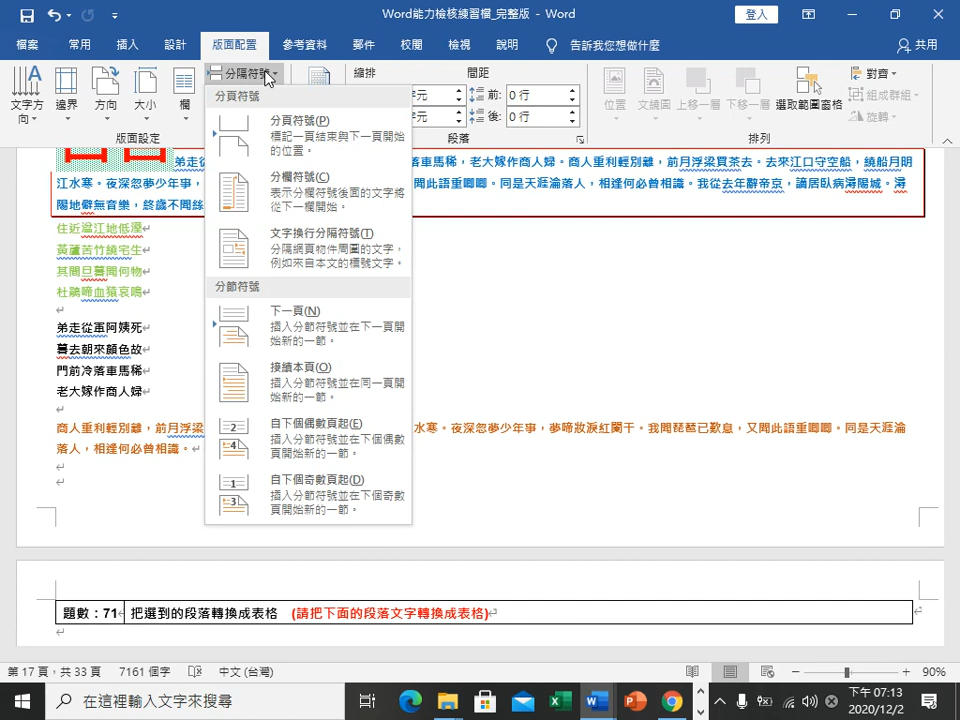 Word能力檢核練習檔_完整版 - Word
登入
檔案 常用 插入 設計 版面配置 參考資料 郵件 校閱 檢視 說明 告訴我您想做什麼 共用
文字方向 邊界 方向 大小 欄
分隔符號
縮排 間距
字元 前: 0 行
字元 後: 0 行
位置 文繞圖 上移一層 下移一層 選取範圍窗格
對齊
組成群組
旋轉
版面設定 段落 排列
分頁符號
分頁符號(P)
標記一頁結束與下一頁開始的位置。
分欄符號(C)
表示分欄符號後面的文字將從下一欄開始。
文字換行分隔符號(T)
分隔網頁物件周圍的文字，例如來自本文的標號文字。
分節符號
下一頁(N)
插入分節符號並在下一頁開始新的一節。
接續本頁(O)
插入分節符號並在同一頁開始新的一節。
自下個偶數頁起(E)
插入分節符號並在下個偶數頁開始新的一節。
自下個奇數頁起(D)
插入分節符號並在下個奇數頁開始新的一節。
弟走從 落車馬稀，老大嫁作商人婦。商人重利輕別離，前月浮梁買茶去。去來江口守空船，繞船月明
江水寒。夜深忽夢少年事， 聞此語重唧唧。同是天涯淪落人，相逢何必曾相識。我從去年辭帝京，謫居臥病潯陽城。潯
陽地僻無音樂，終歲不聞絲
住近湓江地低溼
黃蘆苦竹繞宅生
其間旦暮聞何物
杜鵑啼血猿哀鳴
弟走從軍阿姨死
暮去朝來顏色故
門前冷落車馬稀
老大嫁作商人婦
商人重利輕別離，前月浮梁 水寒。夜深忽夢少年事，夢啼妝淚紅闌干。我聞琵琶已歎息，又聞此語重唧唧。同是天涯淪
落人，相逢何必曾相識。
題數：71 把選到的段落轉換成表格 (請把下面的段落文字轉換成表格)
第 17 頁，共 33 頁 7161 個字 中文 (台灣) 90%
在這裡輸入文字來搜尋
下午 07:13
2020/12/2